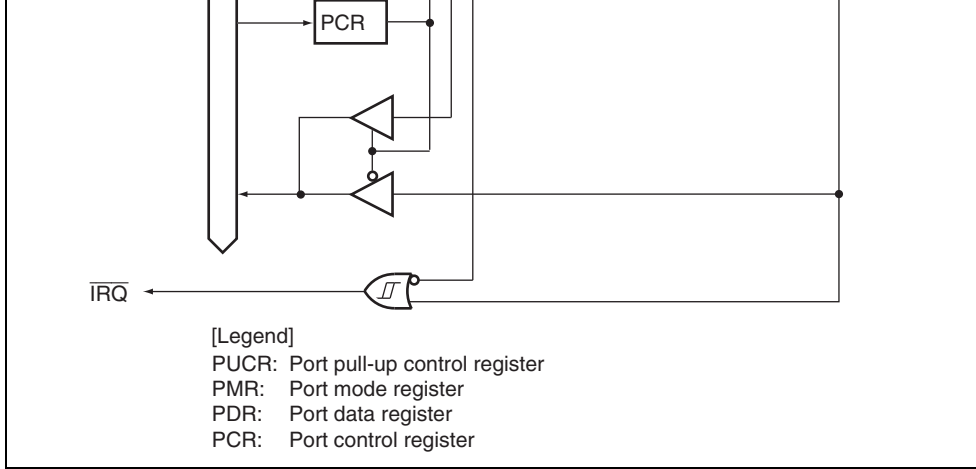 PCR
IRQ
[Legend]
PUCR: Port pull-up control register
PMR: Port mode register
PDR: Port data register
PCR: Port control register